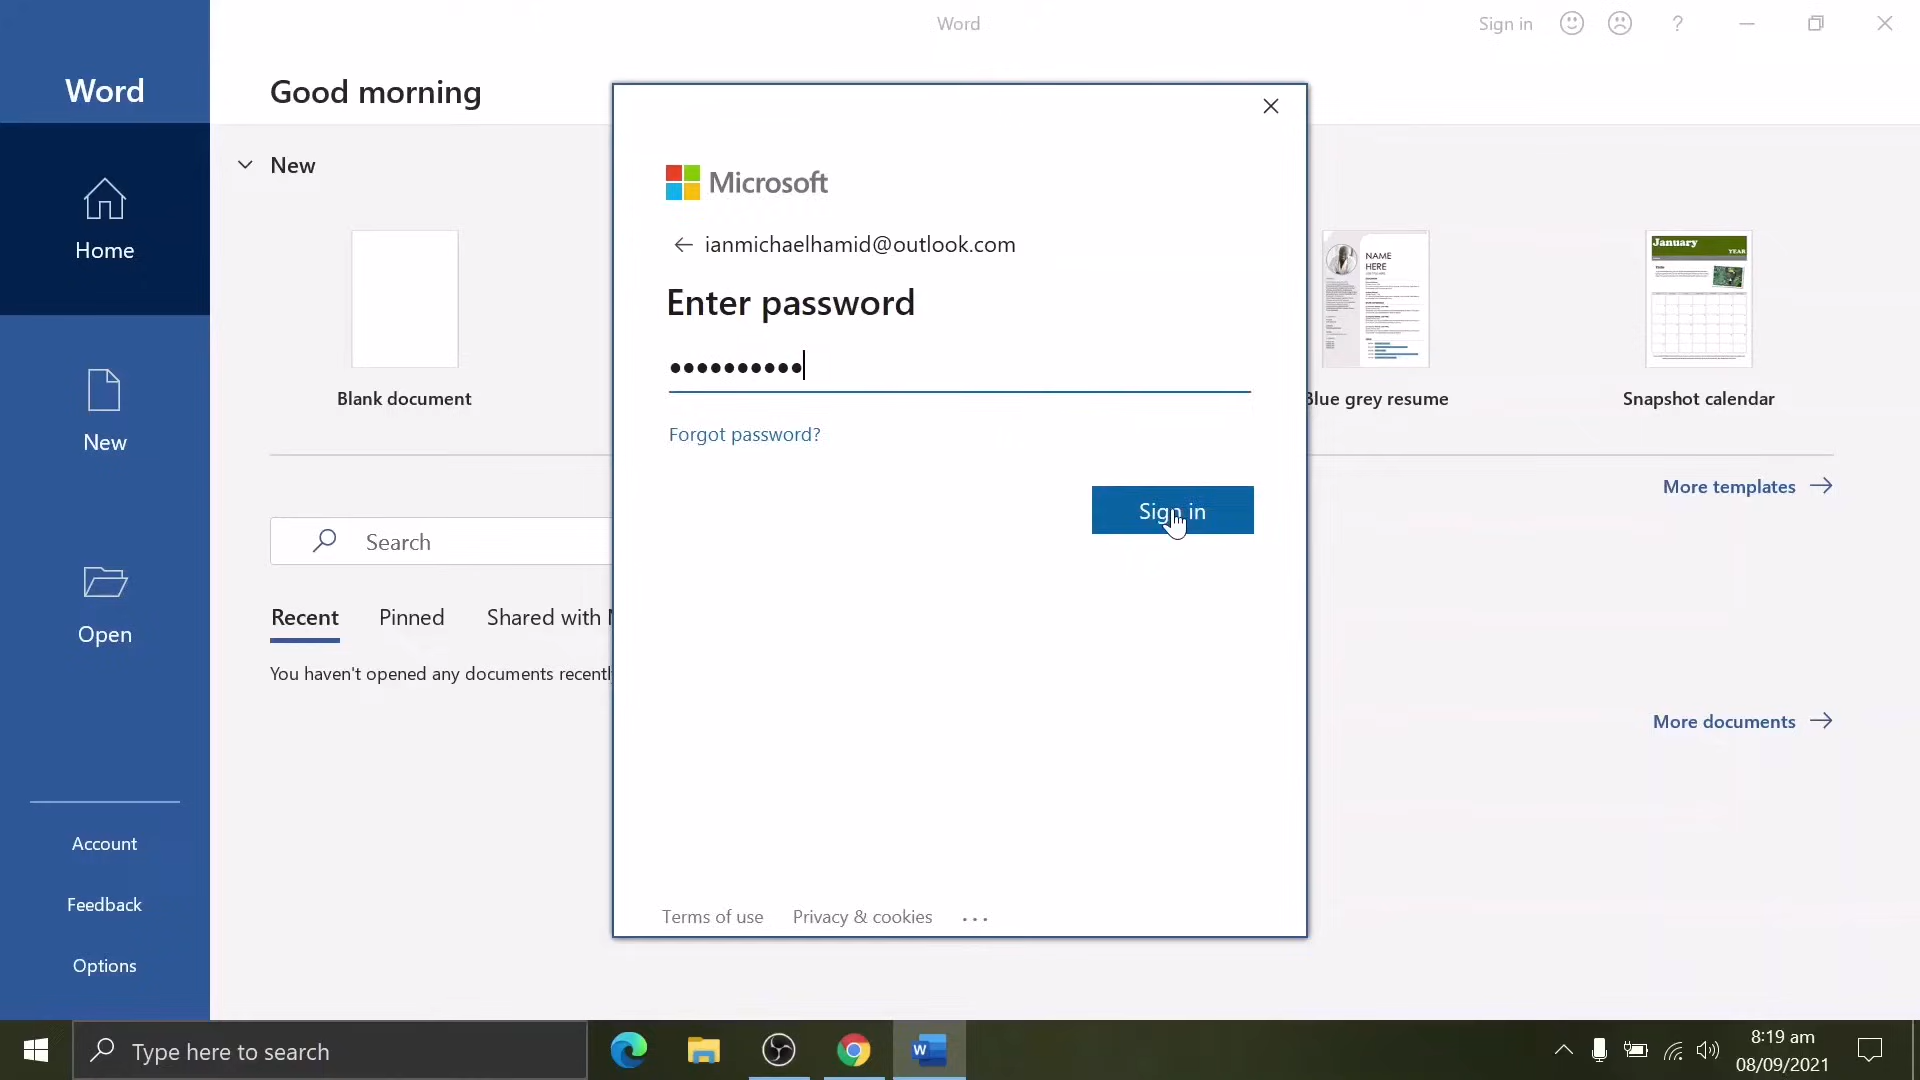 Word
Sign in
?
Word
Good morning
New
Home
New
Open
Account
Feedback
Options
Blank document
Blue grey resume
Snapshot calendar
NAME
HERE
January
YEAR
More templates
Search
Recent Pinned Shared with
You haven't opened any documents recently
More documents
Microsoft
ianmichaelhamid@outlook.com
Enter password
••••••••••
Forgot password?
Sign in
Terms of use Privacy & cookies ...
Type here to search
W
8:19 am
08/09/2021